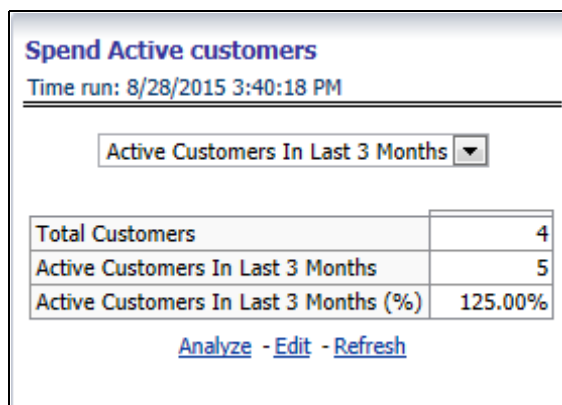 Spend Active customers
Time run: 8/28/2015 3:40:18 PM
Active Customers In Last 3 Months
Total Customers 4
Active Customers In Last 3 Months 5
Active Customers In Last 3 Months (%) 125.00%
Analyze - Edit - Refresh